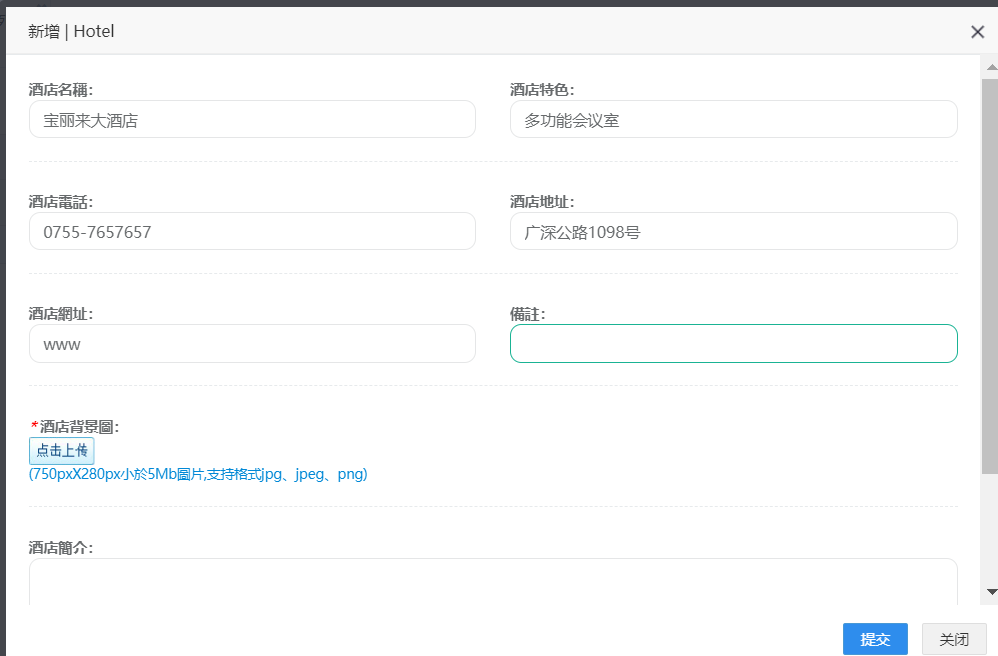 新增 | Hotel
酒店名稱：
酒店特色：
宝丽来大酒店
多功能会议室
酒店電話：
酒店地址：
0755-7657657
广深公路1098号
酒店網址：
備註：
www
*酒店背景圖：
点击上传
(750pxX280px小於5Mb圖片,支持格式jpg、jpeg、png)
酒店簡介：
提交
关闭